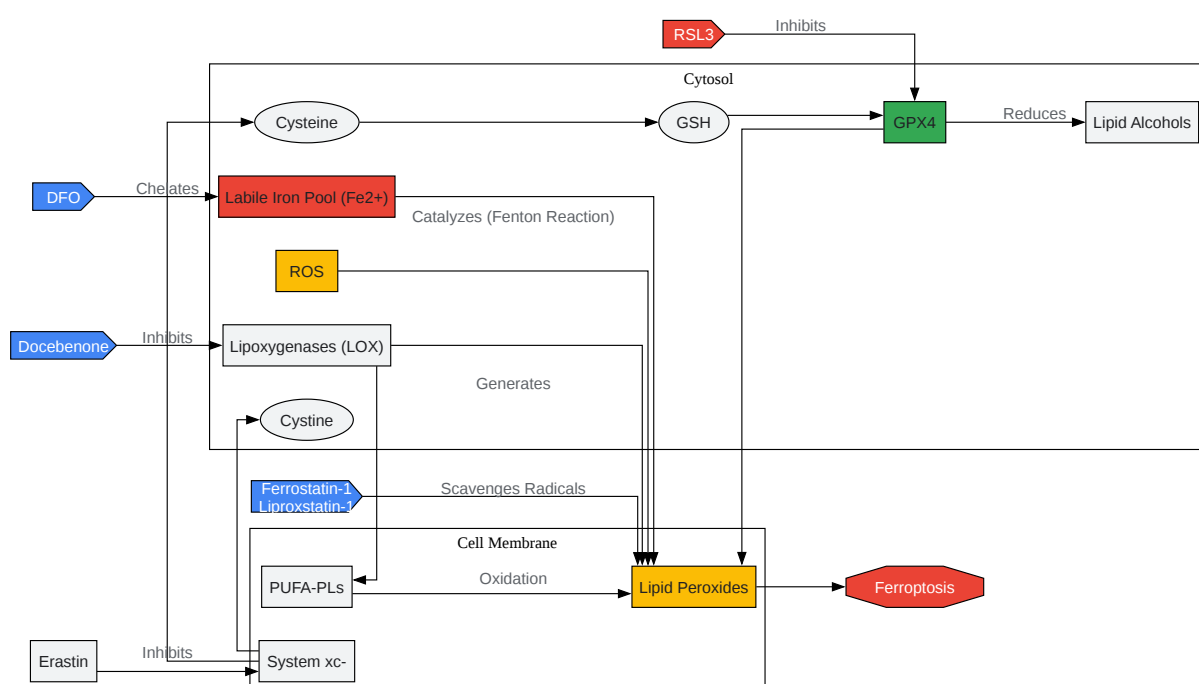 RSL3
Inhibits
Cytosol
Cysteine
GSH
GPX4
Reduces
Lipid Alcohols
DFO
Chelates
Labile Iron Pool (Fe2+)
Catalyzes (Fenton Reaction)
ROS
Docebenone
Inhibits
Lipoxygenases (LOX)
Generates
Cystine
Ferrostatin-1
Liproxstatin-1
Scavenges Radicals
Cell Membrane
PUFA-PLs
Oxidation
Lipid Peroxides
Ferroptosis
Erastin
Inhibits
System xc-